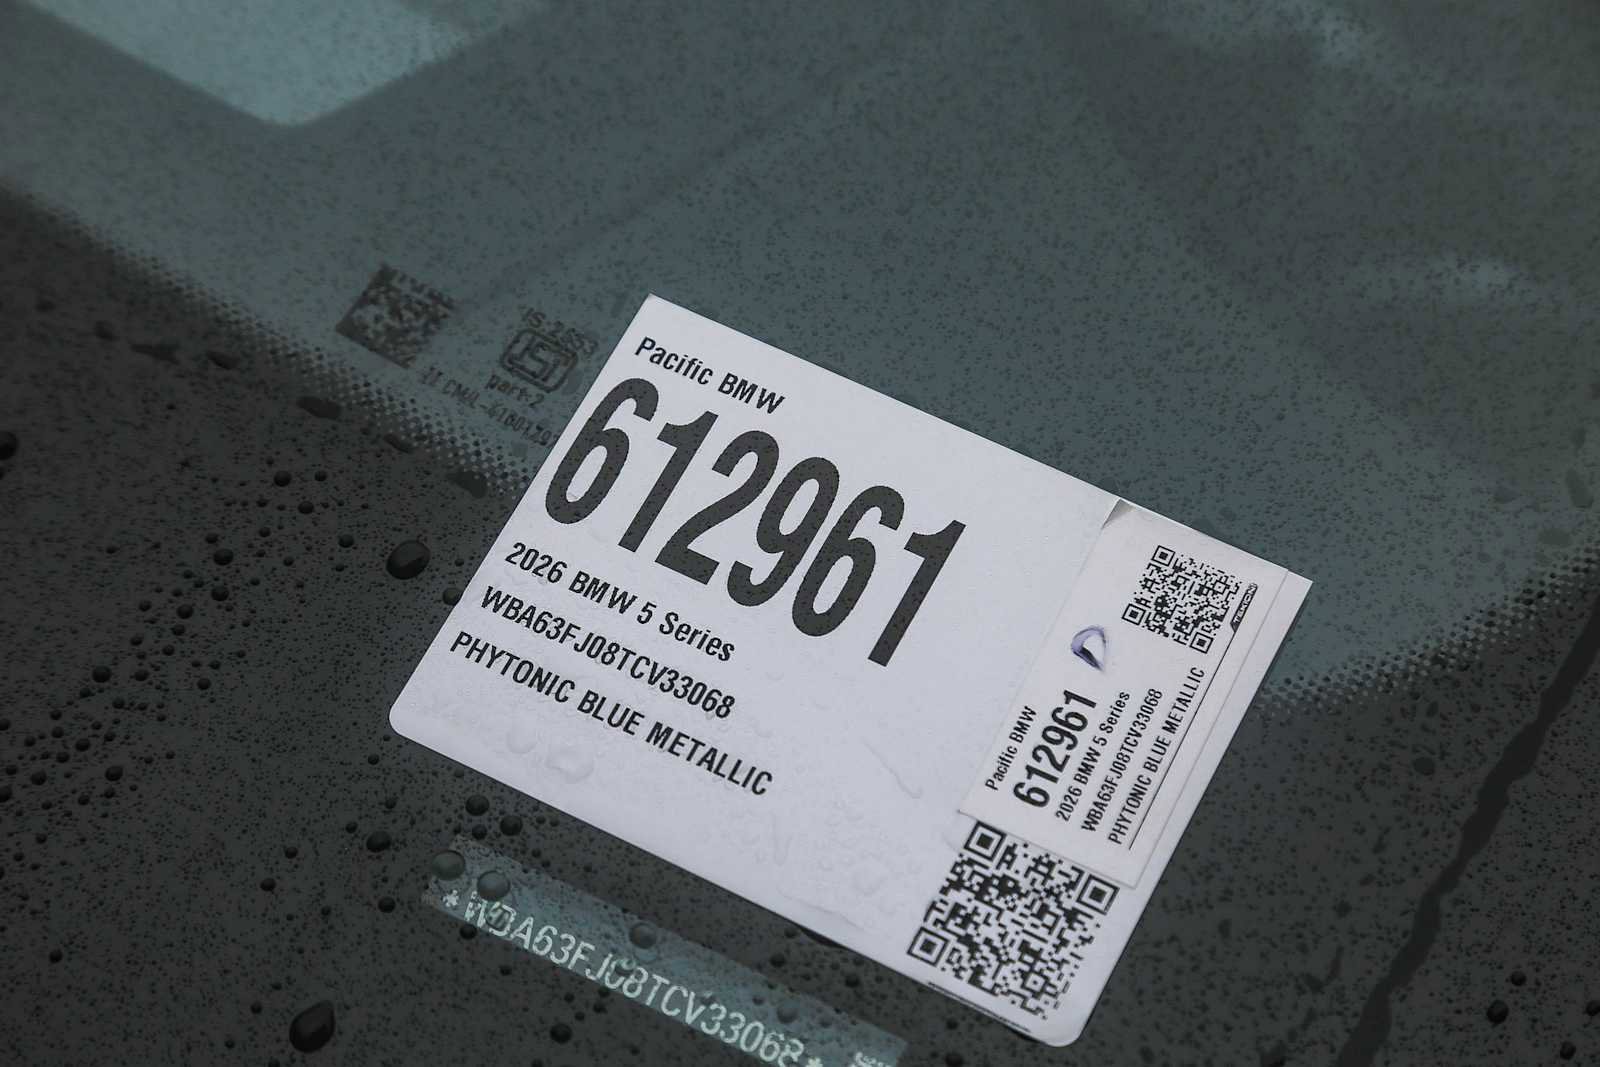 Pacific BMW
612961
2026 BMW 5 Series
WBA63FJ08TCV33068
PHYTONIC BLUE METALLIC
Pacific BMW
612961
2026 BMW 5 Series
WBA63FJ08TCV33068
PHYTONIC BLUE METALLIC
D
TEKION
part-2
*WBA63FJ08TCV33068*